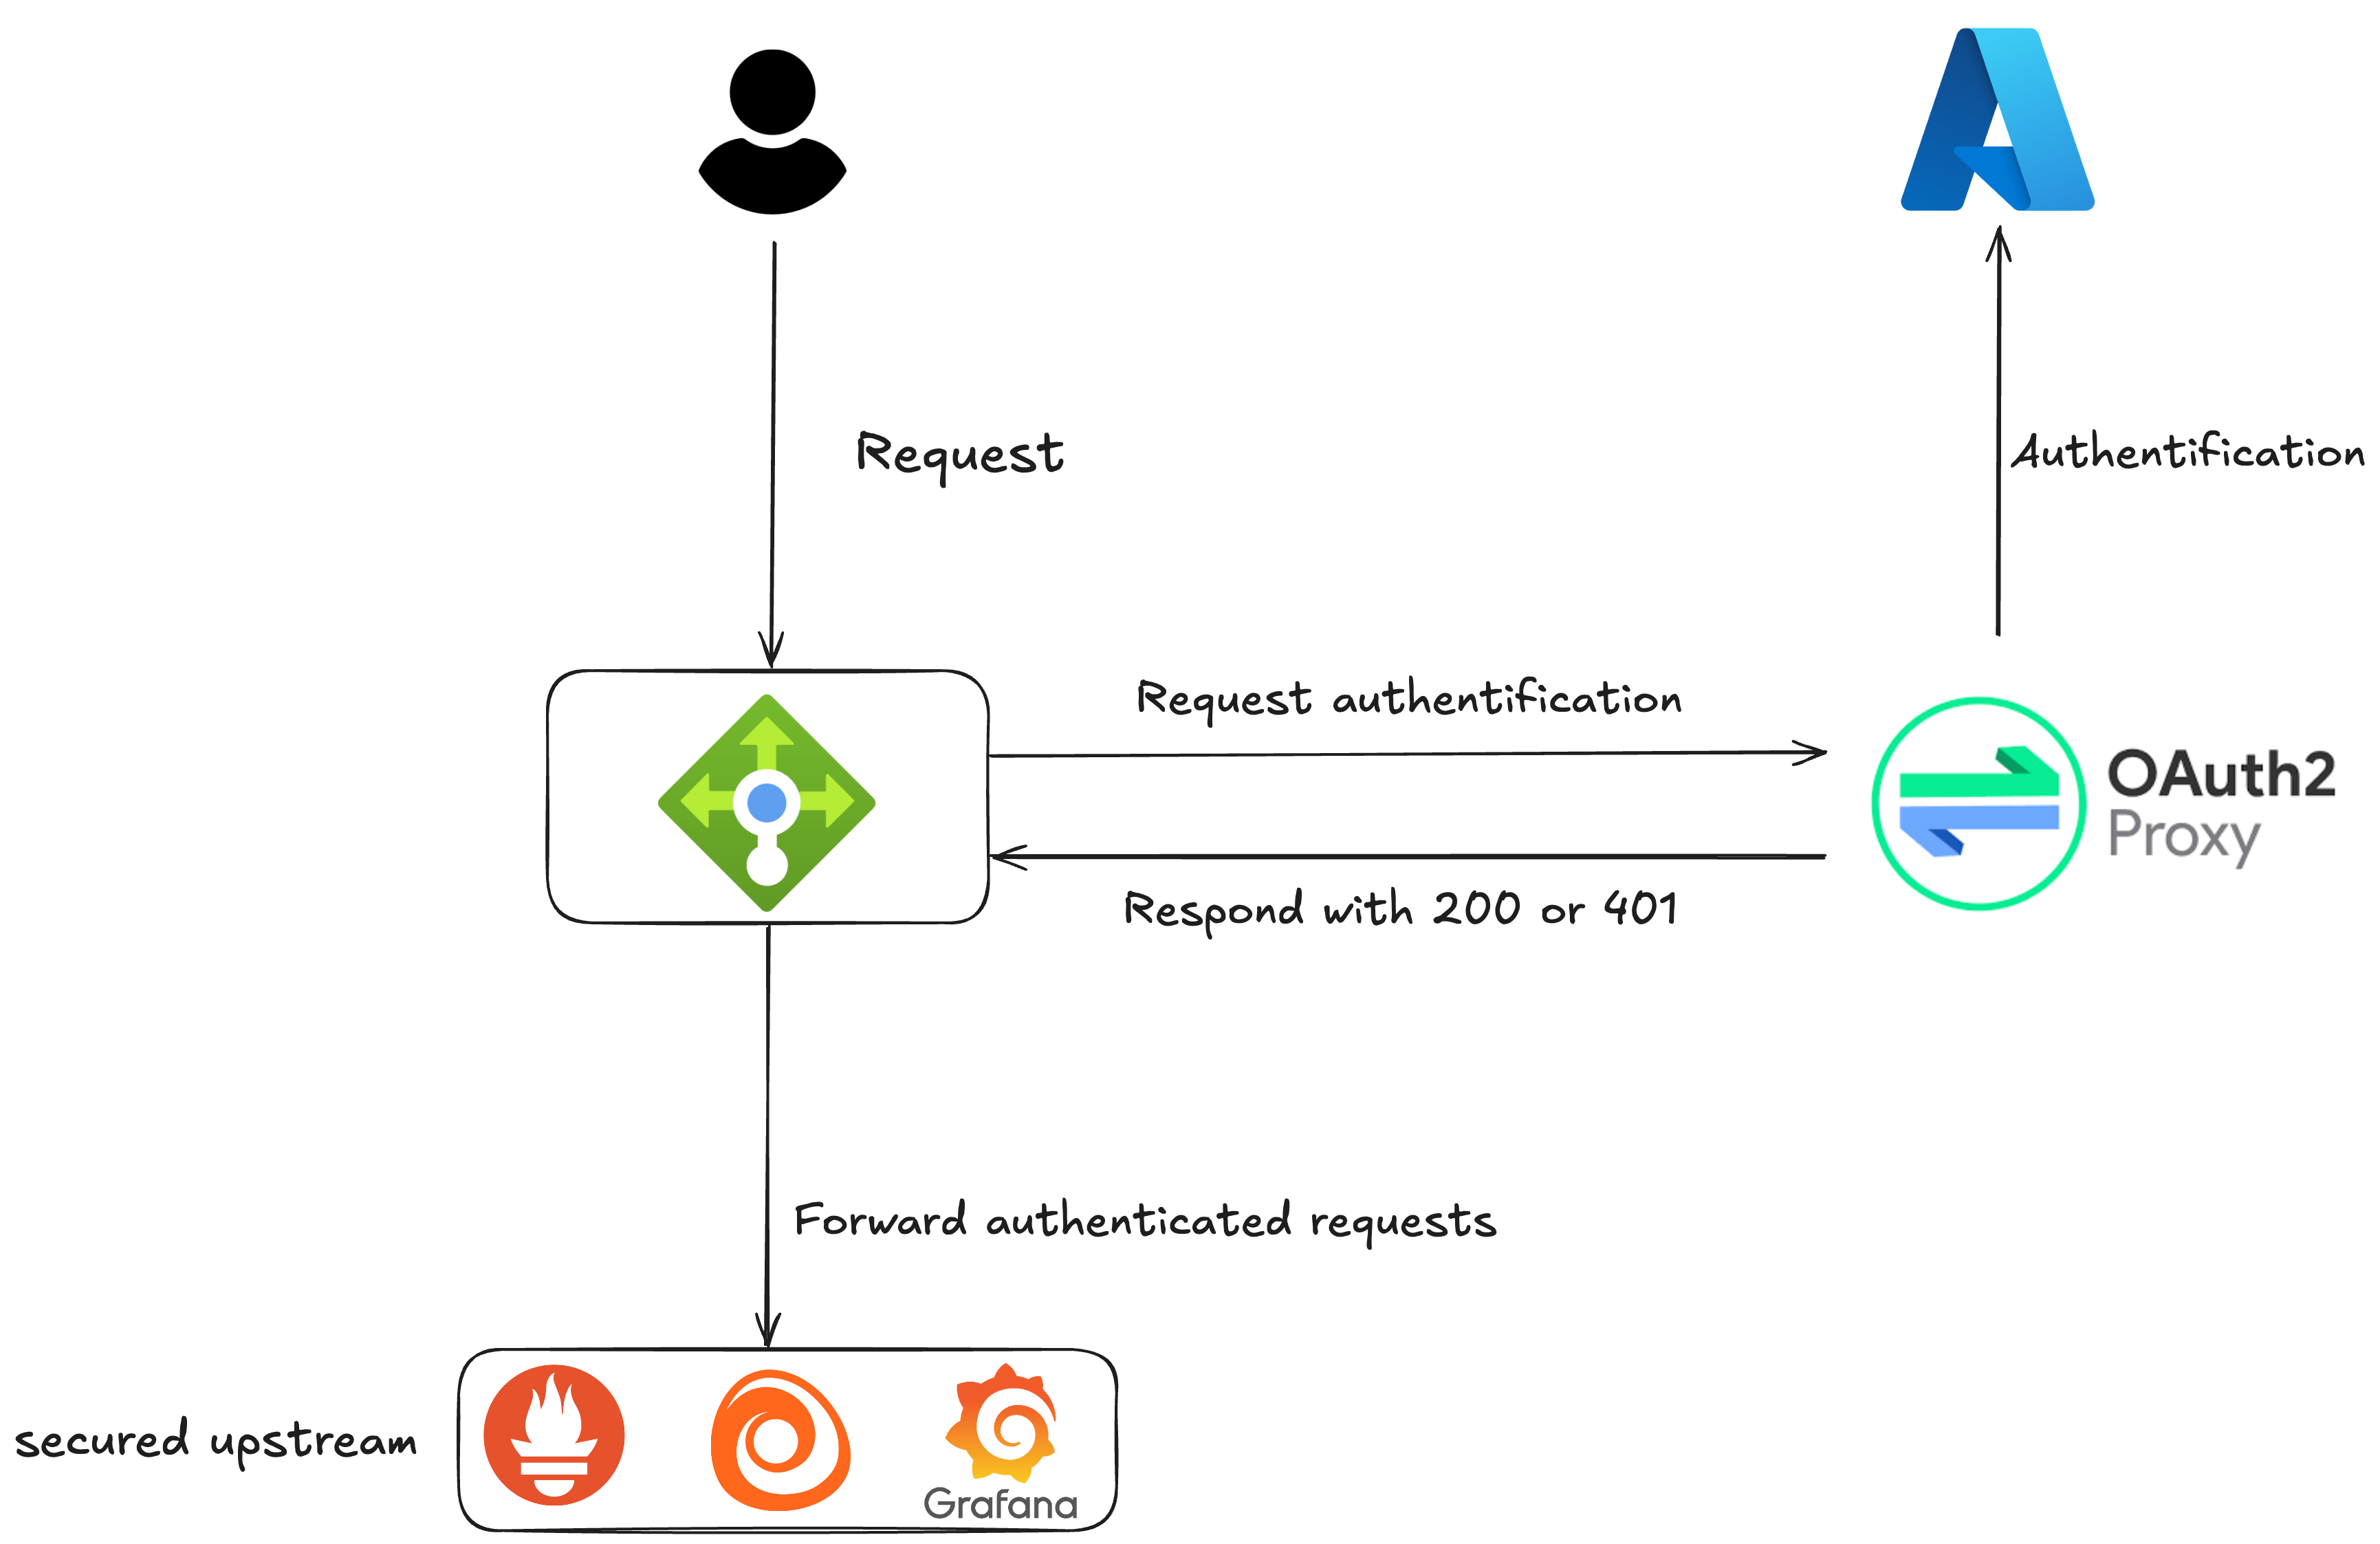 Request
Authentification
Request authentification
OAuth2
Proxy
Respond with 200 or 401
Forward authenticated requests
secured upstream
Grafana